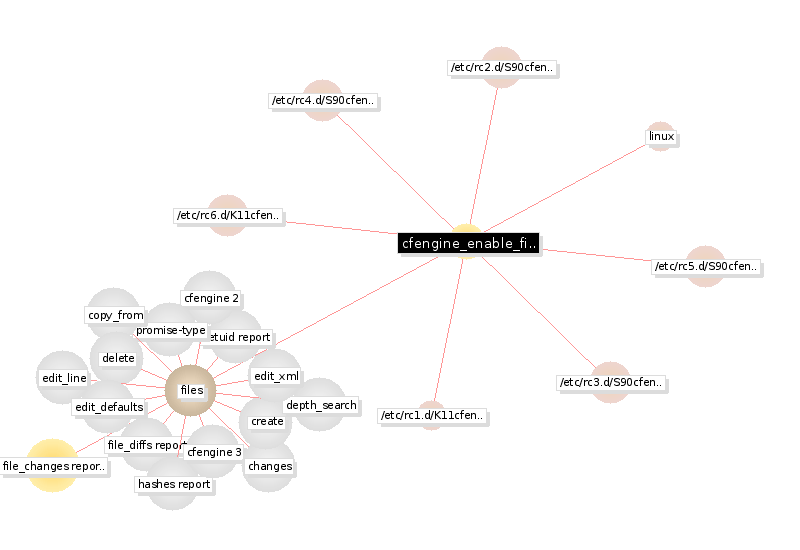 /etc/rc2.d/S90cfen..
/etc/rc4.d/S90cfen..
linux
/etc/rc6.d/K11cfen..
cfengine_enable_fi..
/etc/rc5.d/S90cfen..
cfengine 2
copy_from
promise-type
etuid report
delete
edit_line
edit_xml
files
/etc/rc3.d/S90cfen..
edit_defaults
depth_search
/etc/rc1.d/K11cfen..
create
file_diffs report
cfengine 3
file_changes repor..
changes
hashes report